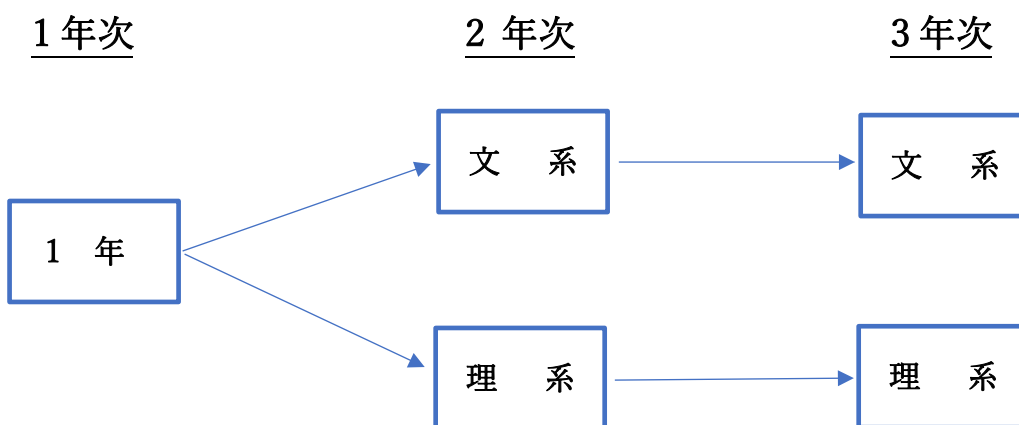 1年次 2 年次 3年次
文 系 文 系
1 年
理 系 理 系